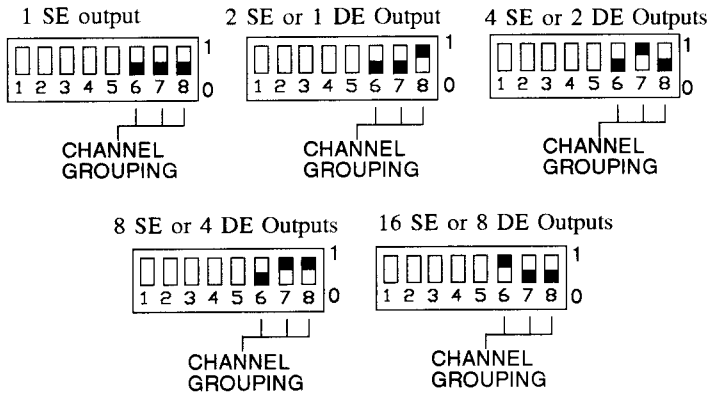 1 SE output
1
1 2 3 4 5 6 7 8 0
CHANNEL
GROUPING
2 SE or 1 DE Output
1
1 2 3 4 5 6 7 8 0
CHANNEL
GROUPING
4 SE or 2 DE Outputs
1
1 2 3 4 5 6 7 8 0
CHANNEL
GROUPING
8 SE or 4 DE Outputs
1
1 2 3 4 5 6 7 8 0
CHANNEL
GROUPING
16 SE or 8 DE Outputs
1
1 2 3 4 5 6 7 8 0
CHANNEL
GROUPING